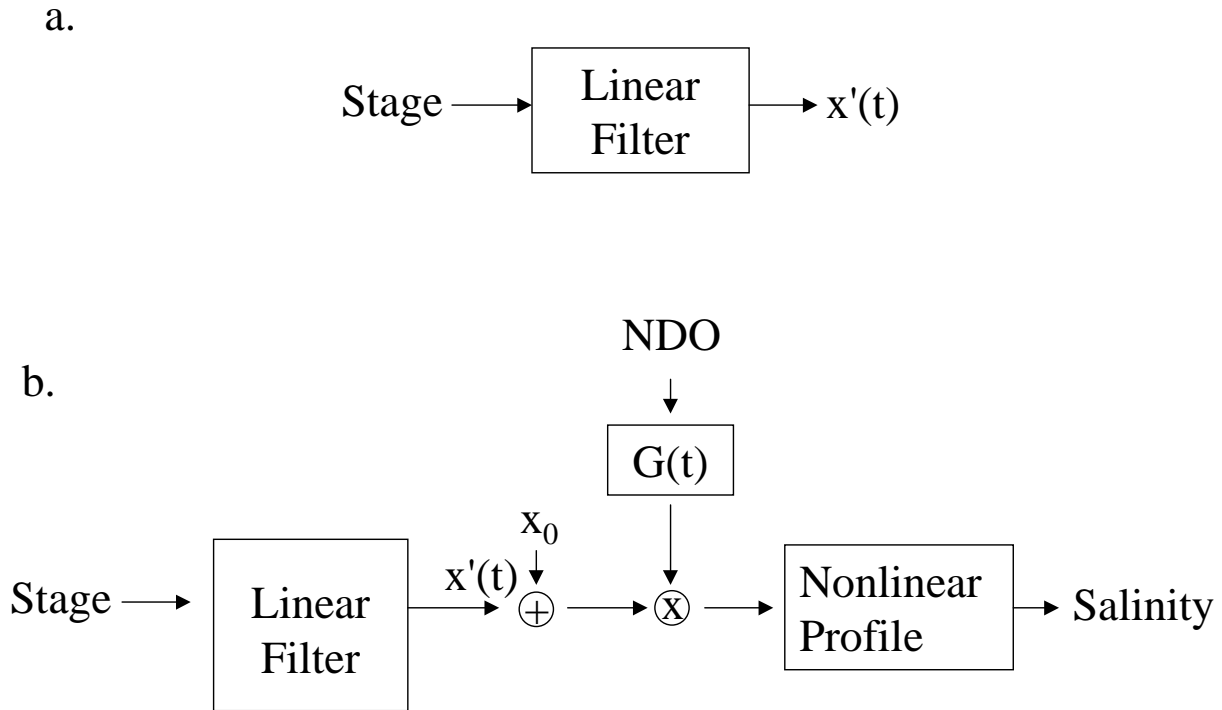 a.
Stage
Linear
Filter
x'(t)
b.
NDO
G(t)
x₀
x'(t)
Stage
Linear
Filter
+
x
Nonlinear
Profile
Salinity